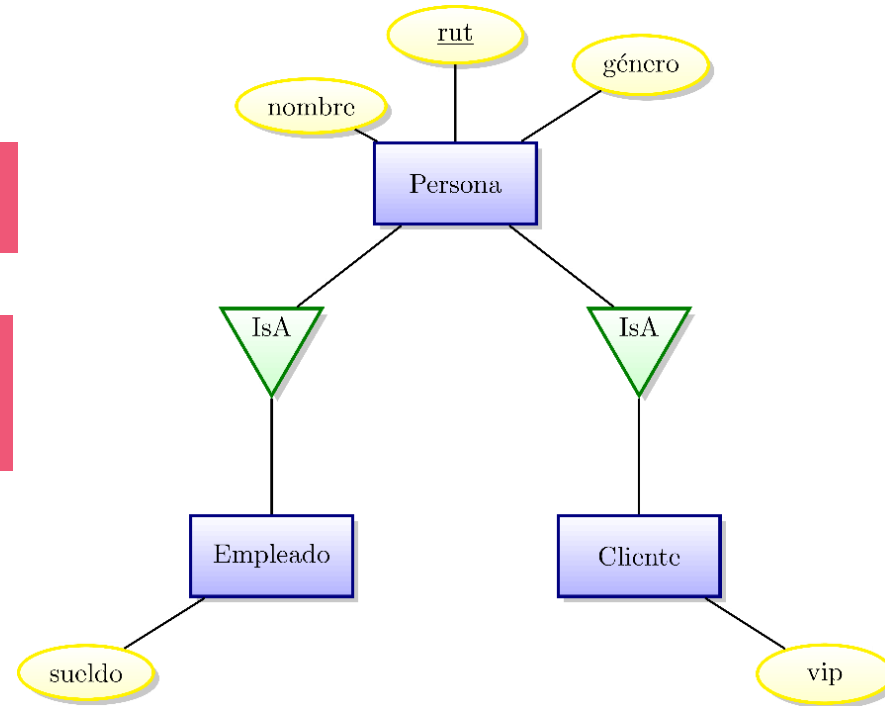 rut
género
nombre
Persona
IsA
IsA
Empleado
Cliente
sueldo
vip